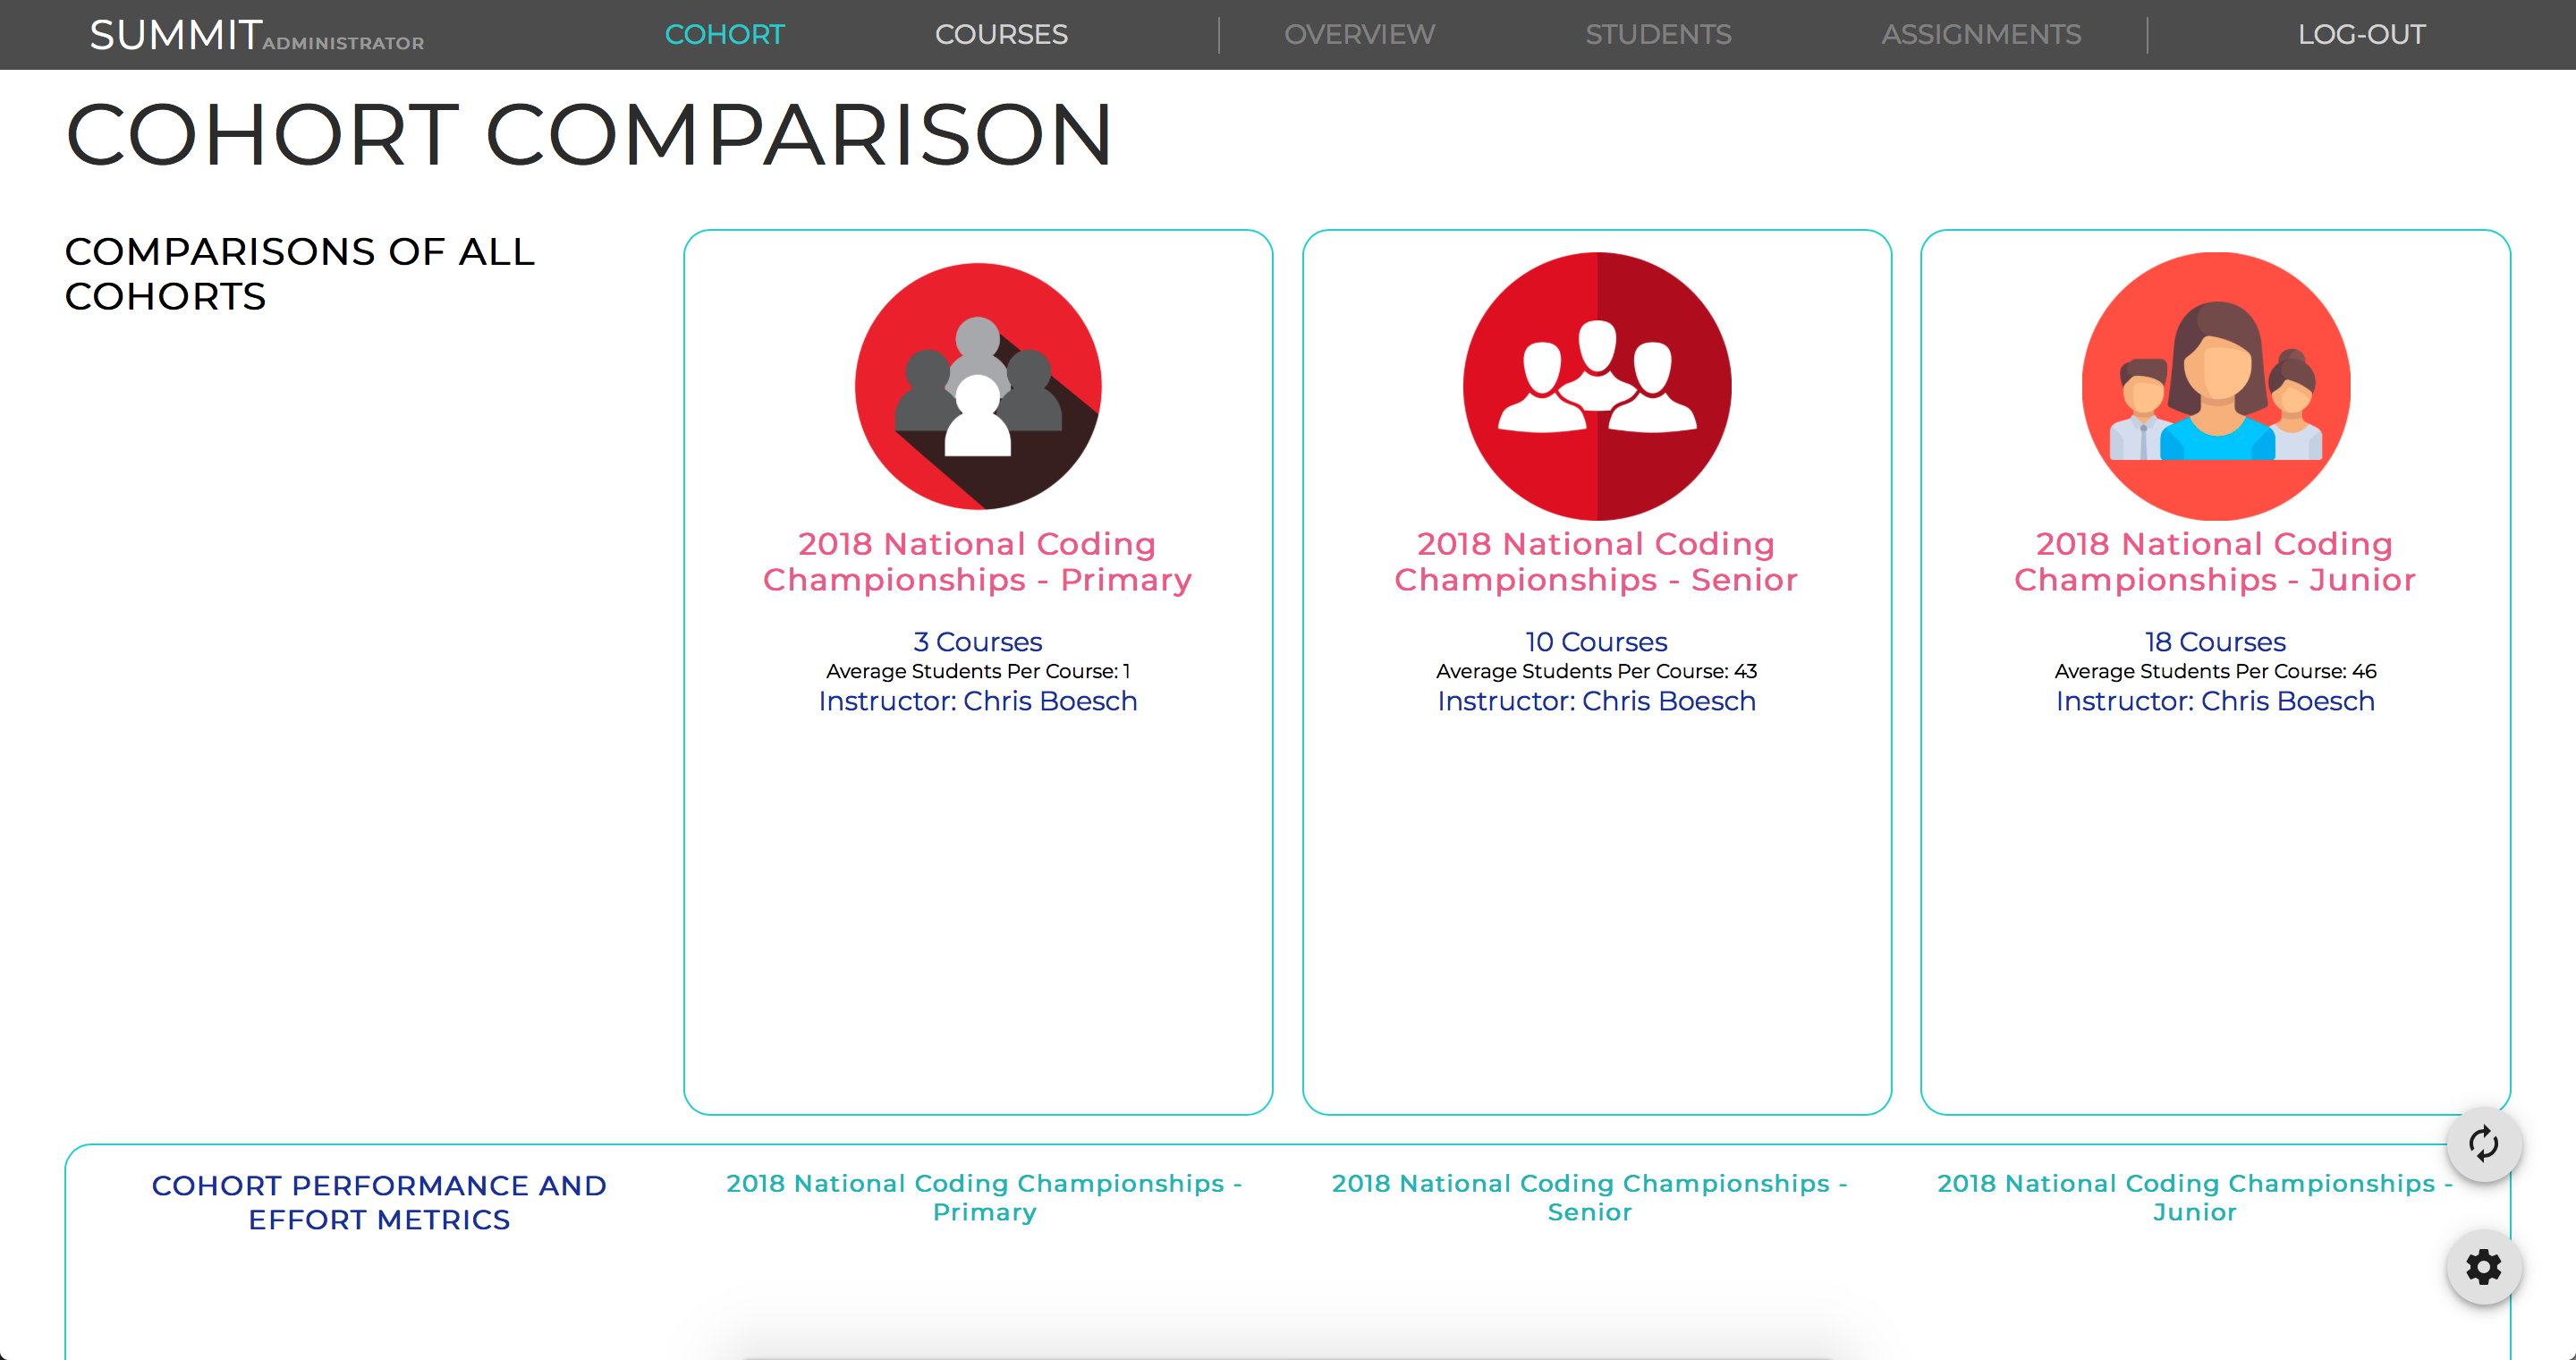 SUMMIT ADMINISTRATOR COHORT COURSES OVERVIEW STUDENTS ASSIGNMENTS LOG-OUT
COHORT COMPARISON
COMPARISONS OF ALL
COHORTS
2018 National Coding
Championships - Primary
3 Courses
Average Students Per Course: 1
Instructor: Chris Boesch
2018 National Coding
Championships - Senior
10 Courses
Average Students Per Course: 43
Instructor: Chris Boesch
2018 National Coding
Championships - Junior
18 Courses
Average Students Per Course: 46
Instructor: Chris Boesch
COHORT PERFORMANCE AND
EFFORT METRICS
2018 National Coding Championships -
Primary
2018 National Coding Championships -
Senior
2018 National Coding Championships -
Junior